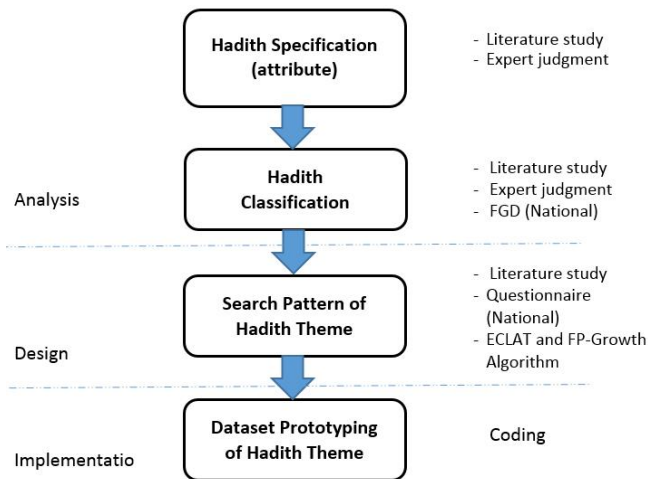 Hadith Specification
(attribute)
- Literature study
- Expert judgment
Hadith
Classification
- Literature study
- Expert judgment
- FGD (National)
Analysis
Search Pattern of
Hadith Theme
- Literature study
- Questionnaire
(National)
- ECLAT and FP-Growth
Algorithm
Design
Dataset Prototyping
of Hadith Theme
Coding
Implementatio